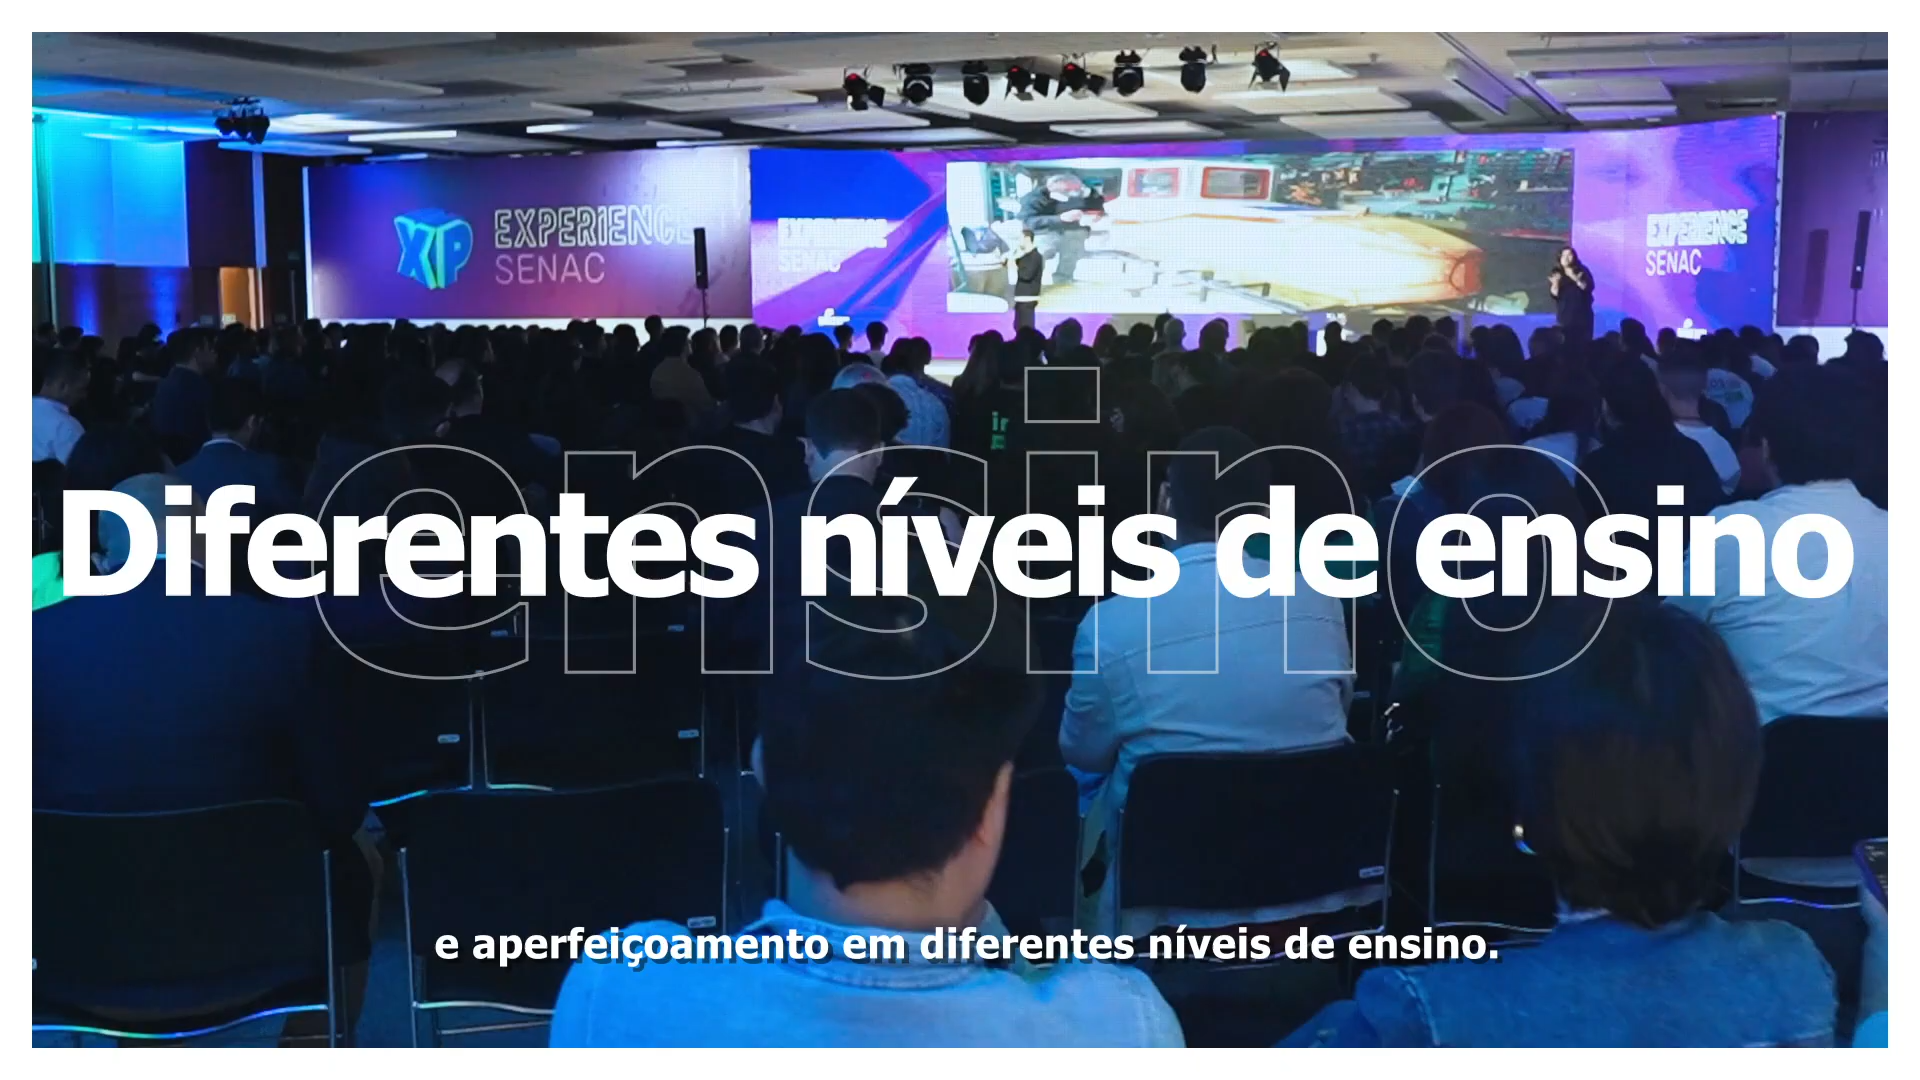 XP
EXPERIENCE
SENAC
EXPERIENCE
SENAC
EXPERIENCE
SENAC
ensino
Diferentes níveis de ensino
e aperfeiçoamento em diferentes níveis de ensino.